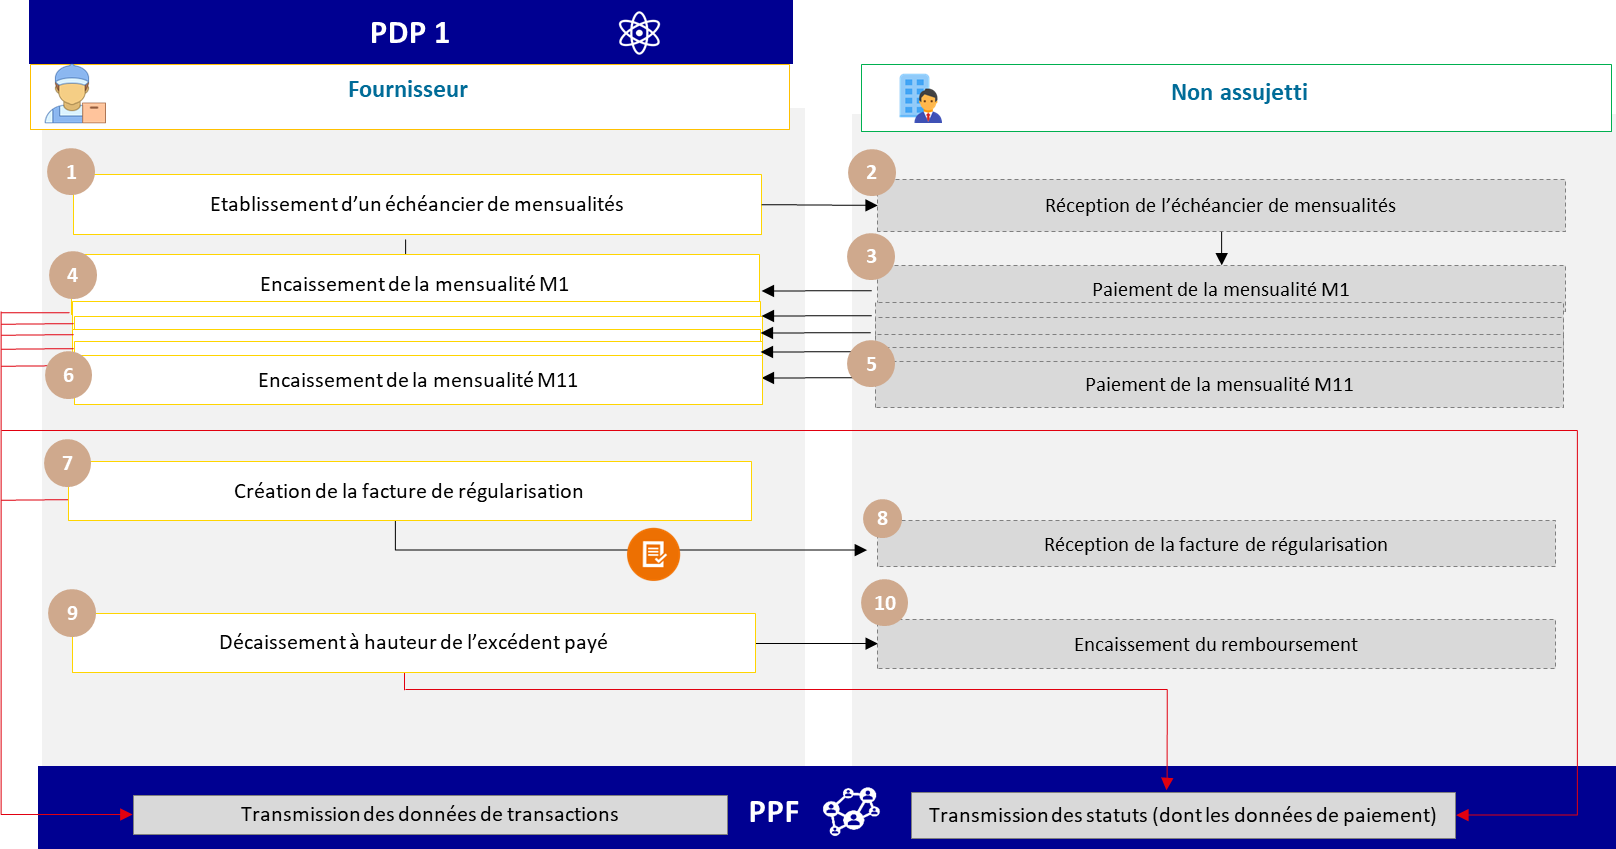 PDP 1
Fournisseur
Non assujetti
1
Etablissement d’un échéancier de mensualités
2
Réception de l’échéancier de mensualités
4
Encaissement de la mensualité M1
3
Paiement de la mensualité M1
6
Encaissement de la mensualité M11
5
Paiement de la mensualité M11
7
Création de la facture de régularisation
8
Réception de la facture de régularisation
9
Décaissement à hauteur de l’excédent payé
10
Encaissement du remboursement
Transmission des données de transactions
PPF
Transmission des statuts (dont les données de paiement)